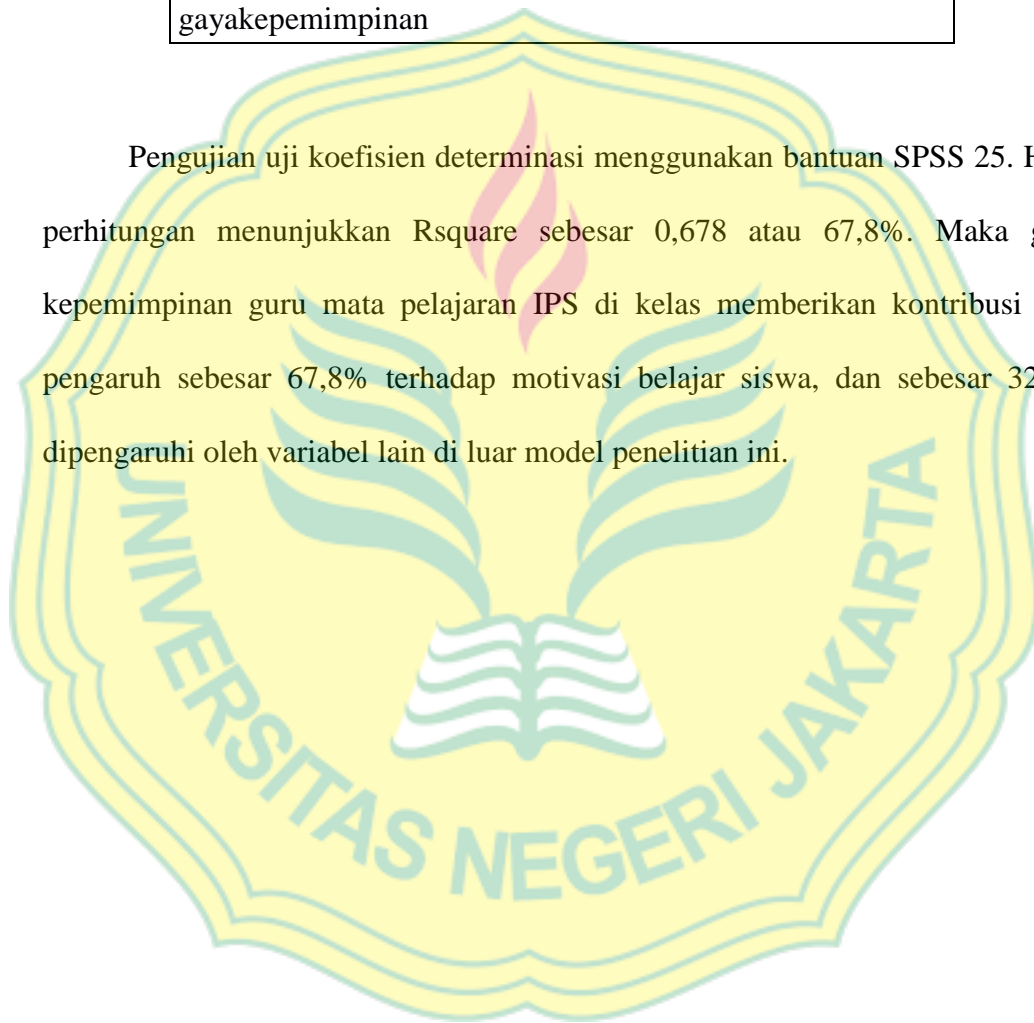 gayakepemimpinan
Pengujian uji koefisien determinasi menggunakan bantuan SPSS 25. H
perhitungan menunjukkan Rsquare sebesar 0,678 atau 67,8%. Maka g
kepemimpinan guru mata pelajaran IPS di kelas memberikan kontribusi
pengaruh sebesar 67,8% terhadap motivasi belajar siswa, dan sebesar 32
dipengaruhi oleh variabel lain di luar model penelitian ini.
UNIVERSITAS NEGERI JAKARTA